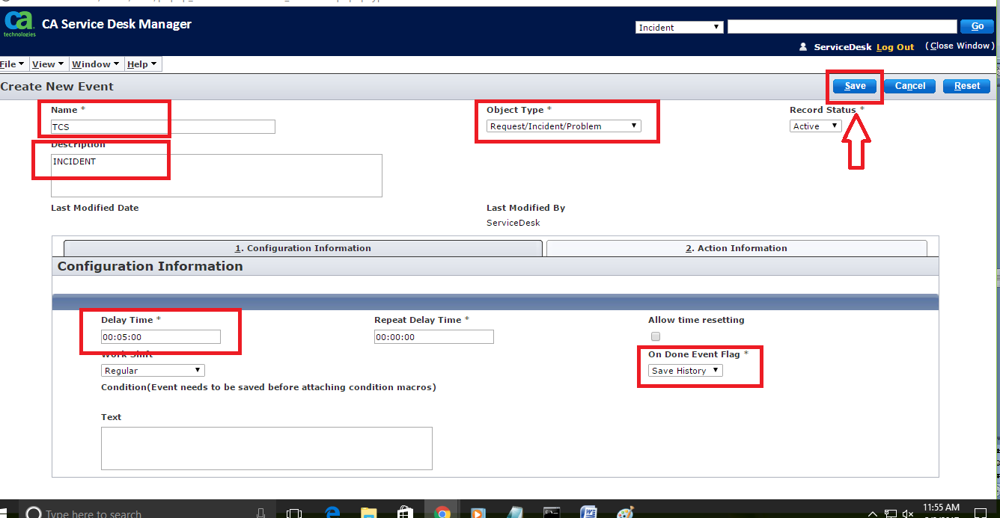 ca
technologies
CA Service Desk Manager
Incident
Go
ServiceDesk Log Out (Close Window)
File View Window Help
Create New Event
Save Cancel Reset
Name * Object Type * Record Status *
TCS Request/Incident/Problem Active
Description
INCIDENT
Last Modified Date Last Modified By
ServiceDesk
1. Configuration Information 2. Action Information
Configuration Information
Delay Time * Repeat Delay Time * Allow time resetting
00:05:00 00:00:00
Work Shift On Done Event Flag *
Regular Save History
Condition(Event needs to be saved before attaching condition macros)
Text
Type here to search
11:55 AM